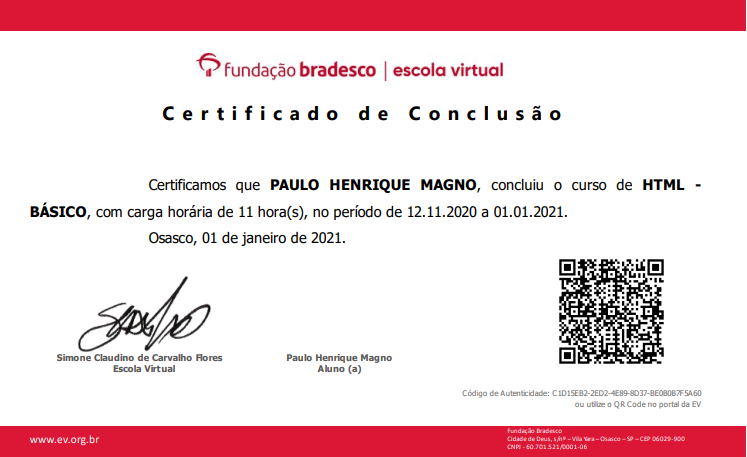 fundação bradesco | escola virtual
Certificado de Conclusão
Certificamos que PAULO HENRIQUE MAGNO, concluiu o curso de HTML -
BÁSICO, com carga horária de 11 hora(s), no período de 12.11.2020 a 01.01.2021.
Osasco, 01 de janeiro de 2021.
Simone Claudino de Carvalho Flores
Escola Virtual
Paulo Henrique Magno
Aluno (a)
Código de Autenticidade: C1D15EB2-2ED2-4E89-8D37-BE0B0B7F5A60
ou utilize o QR Code no portal da EV
www.ev.org.br
Fundação Bradesco
Cidade de Deus, s/nº – Vila Yara – Osasco – SP – CEP 06029-900
CNPJ - 60.701.521/0001-06